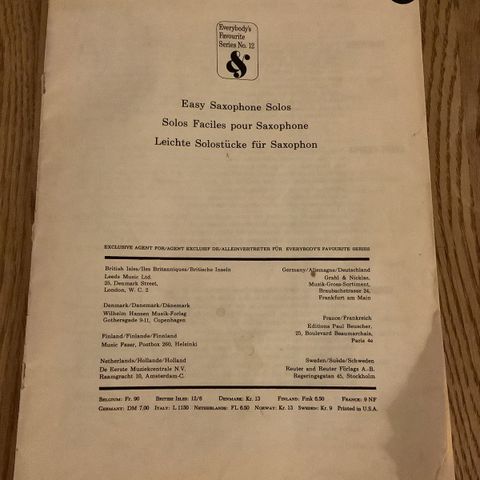 Everybody's
Favourite
Series No. 12
&
Easy Saxophone Solos
Solos Faciles pour Saxophone
Leichte Solostücke für Saxophon
EXCLUSIVE AGENT FOR/AGENT EXCLUSIF DE/ALLEINVERTRETER FÜR EVERYBODY'S FAVOURITE SERIES
British Isles/Iles Britanniques/Britische Inseln
Leeds Music Ltd.
25, Denmark Street,
London, W. C. 2
Denmark/Danemark/Dänemark
Wilhelm Hansen Musik-Forlag
Gothersgade 9-11, Copenhagen
Finland/Finlande/Finnland
Music Fazer, Postbox 260, Helsinki
Netherlands/Hollande/Holland
De Eerste Muziekcentrale N.V.
Raamgracht 10, Amsterdam-C.
Germany/Allemagne/Deutschland
Grahl & Nicklas,
Musik-Gross-Sortiment,
Braubachstrasse 24,
Frankfurt am Main
France/Frankreich
Editions Paul Beuscher,
25, Boulevard Beaumarchais,
Paris 4e
Sweden/Suède/Schweden
Reuter and Reuter Förlags A.-B.
Regeringsgatan 45, Stockholm
BELGIUM: Fr. 90 BRITISH ISLES: 12/6 DENMARK: Kr. 13 FINLAND: Fmk 6.50 FRANCE: 9 NF
GERMANY: DM 7,00 ITALY: L 1150 NETHERLANDS: FL 6.50 NORWAY: Kr. 13 SWEDEN: Kr. 9 Printed in U.S.A.